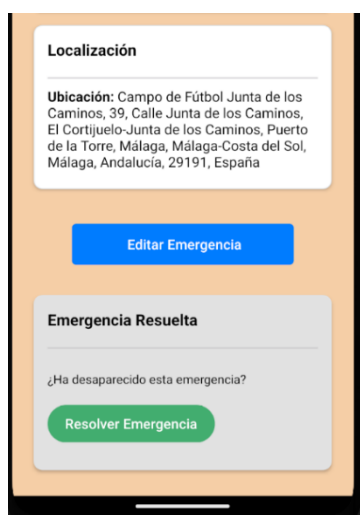 Localización
Ubicación: Campo de Fútbol Junta de los
Caminos, 39, Calle Junta de los Caminos,
El Cortijuelo-Junta de los Caminos, Puerto
de la Torre, Málaga, Málaga-Costa del Sol,
Málaga, Andalucía, 29191, España
Editar Emergencia
Emergencia Resuelta
¿Ha desaparecido esta emergencia?
Resolver Emergencia